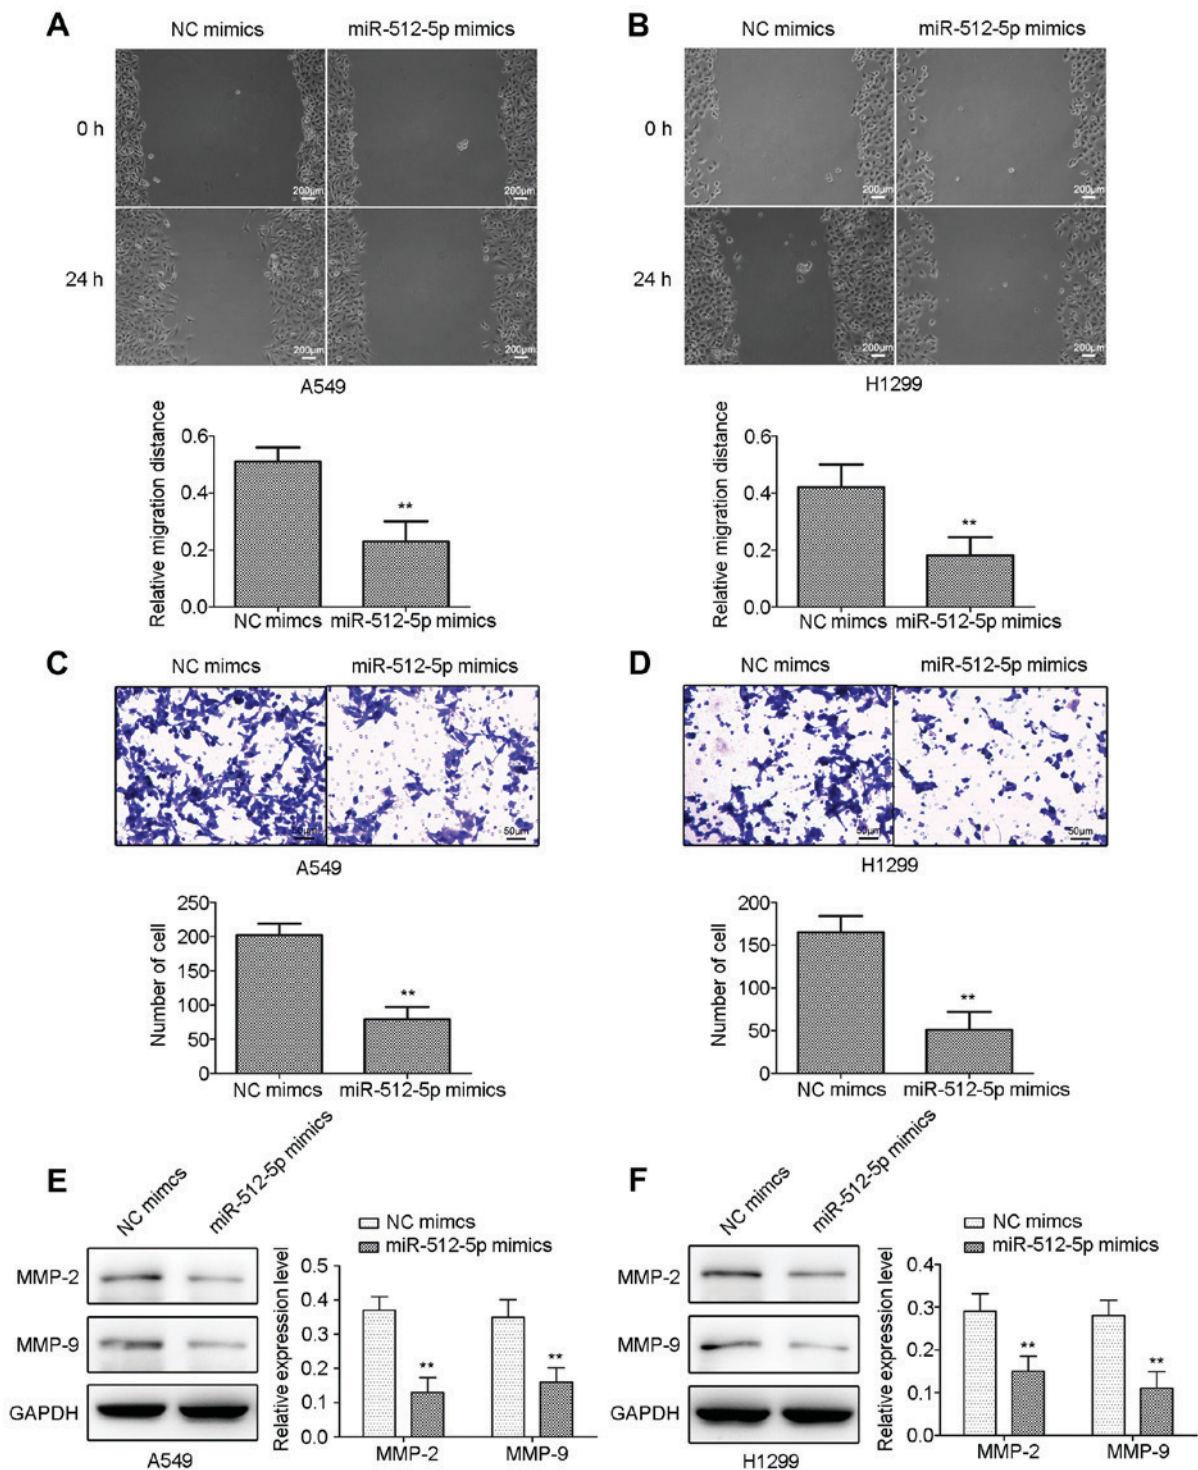 A
NC mimics miR-512-5p mimics
0 h
200μm 200μm
24 h
200μm 200μm
A549
Relative migration distance
0.6
0.4
0.2
0.0
**
NC mimcs miR-512-5p mimics
B
NC mimics miR-512-5p mimics
0 h
200μm 200μm
24 h
200μm 200μm
H1299
Relative migration distance
0.6
0.4
0.2
0.0
**
NC mimcs miR-512-5p mimics
C
NC mimcs miR-512-5p mimics
50μm 50μm
A549
Number of cell
250
200
150
100
50
0
**
NC mimcs miR-512-5p mimics
D
NC mimcs miR-512-5p mimics
50μm 50μm
H1299
Number of cell
200
150
100
50
0
**
NC mimcs miR-512-5p mimics
E
NC mimcs miR-512-5p mimics
MMP-2
MMP-9
GAPDH
A549
NC mimcs
miR-512-5p mimics
Relative expression level
0.5
0.4
0.3
0.2
0.1
0.0
** **
MMP-2 MMP-9
F
NC mimcs miR-512-5p mimics
MMP-2
MMP-9
GAPDH
H1299
NC mimcs
miR-512-5p mimics
Relative expression level
0.4
0.3
0.2
0.1
0.0
** **
MMP-2 MMP-9